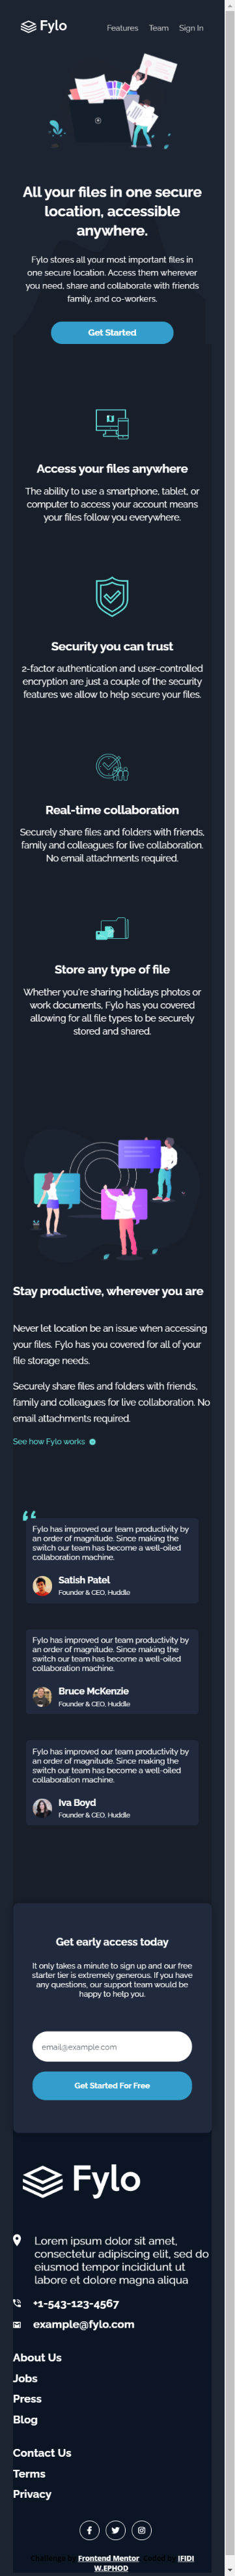 Fylo
Features Team Sign In
All your files in one secure
location, accessible
anywhere.
Fylo stores all your most important files in
one secure location. Access them wherever
you need, share and collaborate with friends
family, and co-workers.
Get Started
Access your files anywhere
The ability to use a smartphone, tablet, or
computer to access your account means
your files follow you everywhere.
Security you can trust
2-factor authentication and user-controlled
encryption are just a couple of the security
features we allow to help secure your files.
Real-time collaboration
Securely share files and folders with friends,
family and colleagues for live collaboration.
No email attachments required.
Store any type of file
Whether you're sharing holidays photos or
work documents, Fylo has you covered
allowing for all file types to be securely
stored and shared.
Stay productive, wherever you are
Never let location be an issue when accessing
your files. Fylo has you covered for all of your
file storage needs.
Securely share files and folders with friends,
family and colleagues for live collaboration. No
email attachments required.
See how Fylo works
Fylo has improved our team productivity by
an order of magnitude. Since making the
switch our team has become a well-oiled
collaboration machine.
Satish Patel
Founder & CEO, Huddle
Fylo has improved our team productivity by
an order of magnitude. Since making the
switch our team has become a well-oiled
collaboration machine.
Bruce McKenzie
Founder & CEO, Huddle
Fylo has improved our team productivity by
an order of magnitude. Since making the
switch our team has become a well-oiled
collaboration machine.
Iva Boyd
Founder & CEO, Huddle
Get early access today
It only takes a minute to sign up and our free
starter tier is extremely generous. If you have
any questions, our support team would be
happy to help you.
email@example.com
Get Started For Free
Fylo
Lorem ipsum dolor sit amet,
consectetur adipiscing elit, sed do
eiusmod tempor incididunt ut
labore et dolore magna aliqua
+1-543-123-4567
example@fylo.com
About Us
Jobs
Press
Blog
Contact Us
Terms
Privacy
Challenge by Frontend Mentor. Coded by IFIDI
W.EPHOD